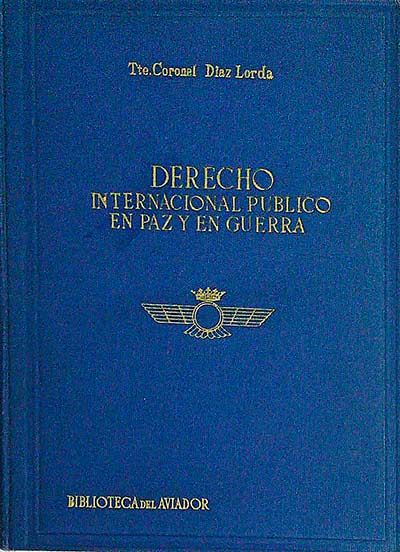 Tte. Coronel Diaz Lorda
DERECHO
INTERNACIONAL PUBLICO
EN PAZ Y EN GUERRA
BIBLIOTECA DEL AVIADOR